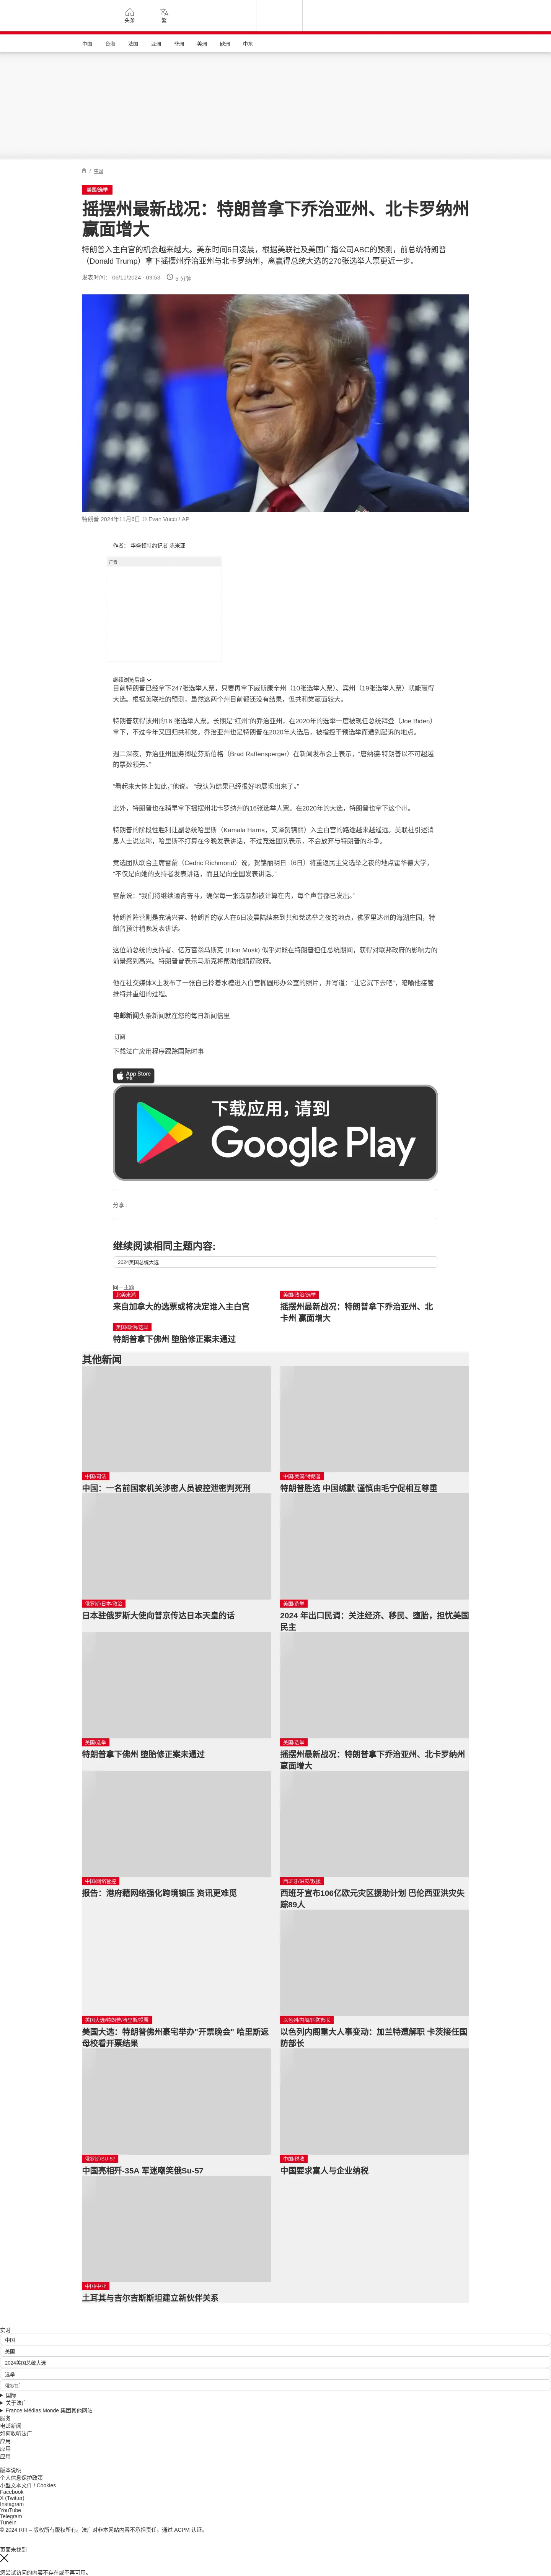 头条
繁
中国
台海
法国
亚洲
非洲
美洲
欧洲
中东
/ 中国
美国/选举
摇摆州最新战况：特朗普拿下乔治亚州、北卡罗纳州
赢面增大
特朗普入主白宫的机会越来越大。美东时间6日凌晨，根据美联社及美国广播公司ABC的预测，前总统特朗普
（Donald Trump）拿下摇摆州乔治亚州与北卡罗纳州，离赢得总统大选的270张选举人票更近一步。
发表时间： 06/11/2024 - 09:53
5 分钟
特朗普 2024年11月6日 © Evan Vucci / AP
作者： 华盛顿特约记者 陈米亚
广告
继续浏览后续
目前特朗普已经拿下247张选举人票，只要再拿下威斯康辛州（10张选举人票）、宾州（19张选举人票）就能赢得
大选。根据美联社的预测，虽然这两个州目前都还没有结果，但共和党赢面较大。
特朗普获得该州的16 张选举人票。长期是“红州”的乔治亚州，在2020年的选举一度被现任总统拜登（Joe Biden）
拿下，不过今年又回归共和党。乔治亚州也是特朗普在2020年大选后，被指控干预选举而遭到起诉的地点。
週二深夜，乔治亚州国务卿拉芬斯伯格（Brad Raffensperger）在新闻发布会上表示，“唐纳德·特朗普以不可超越
的票数领先。”
“看起来大体上如此，”他说。 “我认为结果已经很好地展现出来了。”
此外，特朗普也在稍早拿下摇摆州北卡罗纳州的16张选举人票。在2020年的大选，特朗普也拿下这个州。
特朗普的阶段性胜利让副总统哈里斯（Kamala Harris，又译贺锦丽）入主白宫的路途越来越遥远。美联社引述消
息人士说法称，哈里斯不打算在今晚发表讲话，不过竞选团队表示，不会放弃与特朗普的斗争。
竞选团队联合主席雷蒙（Cedric Richmond）说，贺锦丽明日（6日）将重返民主党选举之夜的地点霍华德大学，
“不仅是向她的支持者发表讲话，而且是向全国发表讲话。”
雷蒙说：“我们将继续通宵奋斗，确保每一张选票都被计算在内，每个声音都已发出。”
特朗普阵营则是充满兴奋。特朗普的家人在6日凌晨陆续来到共和党选举之夜的地点，佛罗里达州的海湖庄园，特
朗普预计稍晚发表讲话。
这位前总统的支持者、亿万富翁马斯克 (Elon Musk) 似乎对能在特朗普担任总统期间，获得对联邦政府的影响力的
前景感到高兴。特朗普曾表示马斯克将帮助他精简政府。
他在社交媒体X上发布了一张自己拎着水槽进入白宫椭圆形办公室的照片，并写道：“让它沉下去吧”，暗喻他接管
推特并重组的过程。
电邮新闻头条新闻就在您的每日新闻信里
订阅
下载法广应用程序跟踪国际时事
App Store
下载
下载应用，请到
Google Play
分享 :
继续阅读相同主题内容:
2024美国总统大选
同一主题
北美来鸿
来自加拿大的选票或将决定谁入主白宫
美国/政治/选举
摇摆州最新战况：特朗普拿下乔治亚州、北
卡州 赢面增大
美国/政治/选举
特朗普拿下佛州 堕胎修正案未通过
其他新闻
中国/司法
中国：一名前国家机关涉密人员被控泄密判死刑
中国/美国/特朗普
特朗普胜选 中国缄默 谨慎由毛宁促相互尊重
俄罗斯/日本/政治
日本驻俄罗斯大使向普京传达日本天皇的话
美国/选举
2024 年出口民调：关注经济、移民、堕胎，担忧美国
民主
美国/选举
特朗普拿下佛州 堕胎修正案未通过
美国/选举
摇摆州最新战况：特朗普拿下乔治亚州、北卡罗纳州
赢面增大
中国/网络管控
报告：港府藉网络强化跨境镇压 资讯更难觅
西班牙/洪灾/救援
西班牙宣布106亿欧元灾区援助计划 巴伦西亚洪灾失
踪89人
美国大选/特朗普/哈里斯/投票
美国大选：特朗普佛州豪宅举办“开票晚会” 哈里斯返
母校看开票结果
以色列/内阁/国防部长
以色列内阁重大人事变动：加兰特遭解职 卡茨接任国
防部长
俄罗斯/SU-57
中国亮相歼-35A 军迷嘲笑俄Su-57
中国/税收
中国要求富人与企业纳税
中国/中亚
土耳其与吉尔吉斯斯坦建立新伙伴关系
实时
中国
美国
2024美国总统大选
选举
俄罗斯
国际
关于法广
France Médias Monde 集团其他网站
服务
电邮新闻
如何收听法广
应用
应用
应用
版本说明
个人信息保护政策
小型文本文件 / Cookies
Facebook
X (Twitter)
Instagram
YouTube
Telegram
TuneIn
© 2024 RFI – 版权所有版权所有。法广对非本网站内容不承担责任。通过 ACPM 认证。
页面未找到
您尝试访问的内容不存在或不再可用。